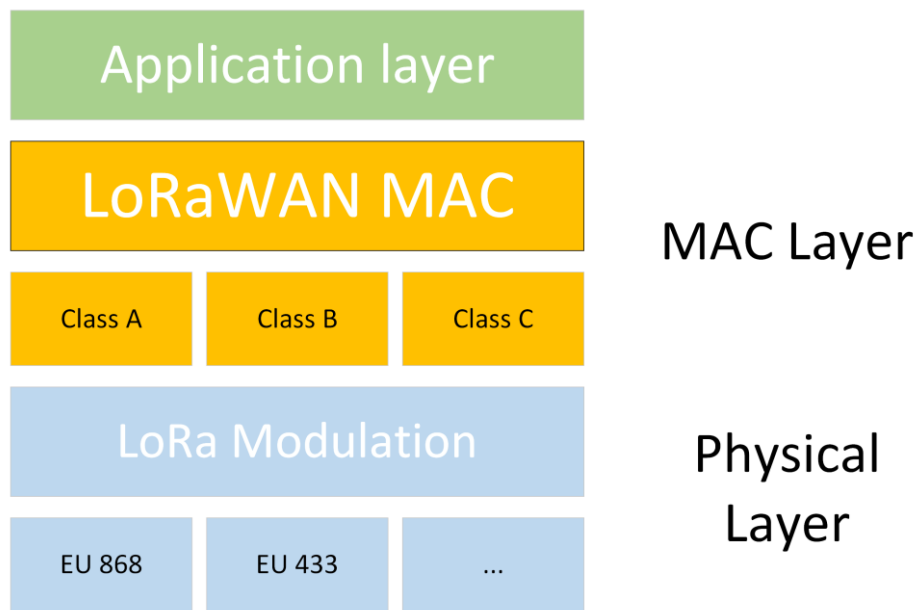 Application layer
LoRaWAN MAC
MAC Layer
Class A
Class B
Class C
LoRa Modulation
Physical
Layer
EU 868
EU 433
...